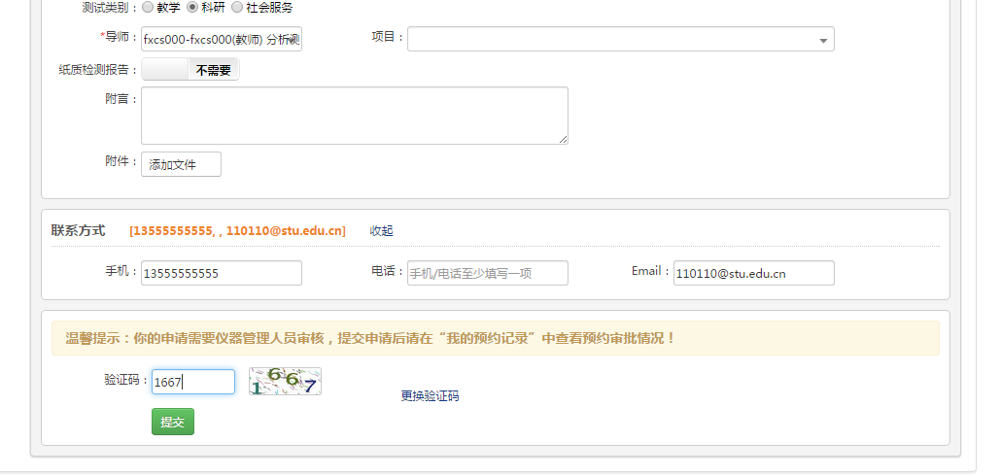 测试类别： 教学 科研 社会服务
*导师： fxcs000-fxcs000(教师) 分析测 项目：
纸质检测报告： 不需要
附言：
附件： 添加文件
联系方式 [13555555555, , 110110@stu.edu.cn] 收起
手机： 13555555555 电话： 手机/电话至少填写一项 Email： 110110@stu.edu.cn
温馨提示：你的申请需要仪器管理人员审核，提交申请后请在“我的预约记录”中查看预约审批情况！
验证码： 1667 1667 更换验证码
提交